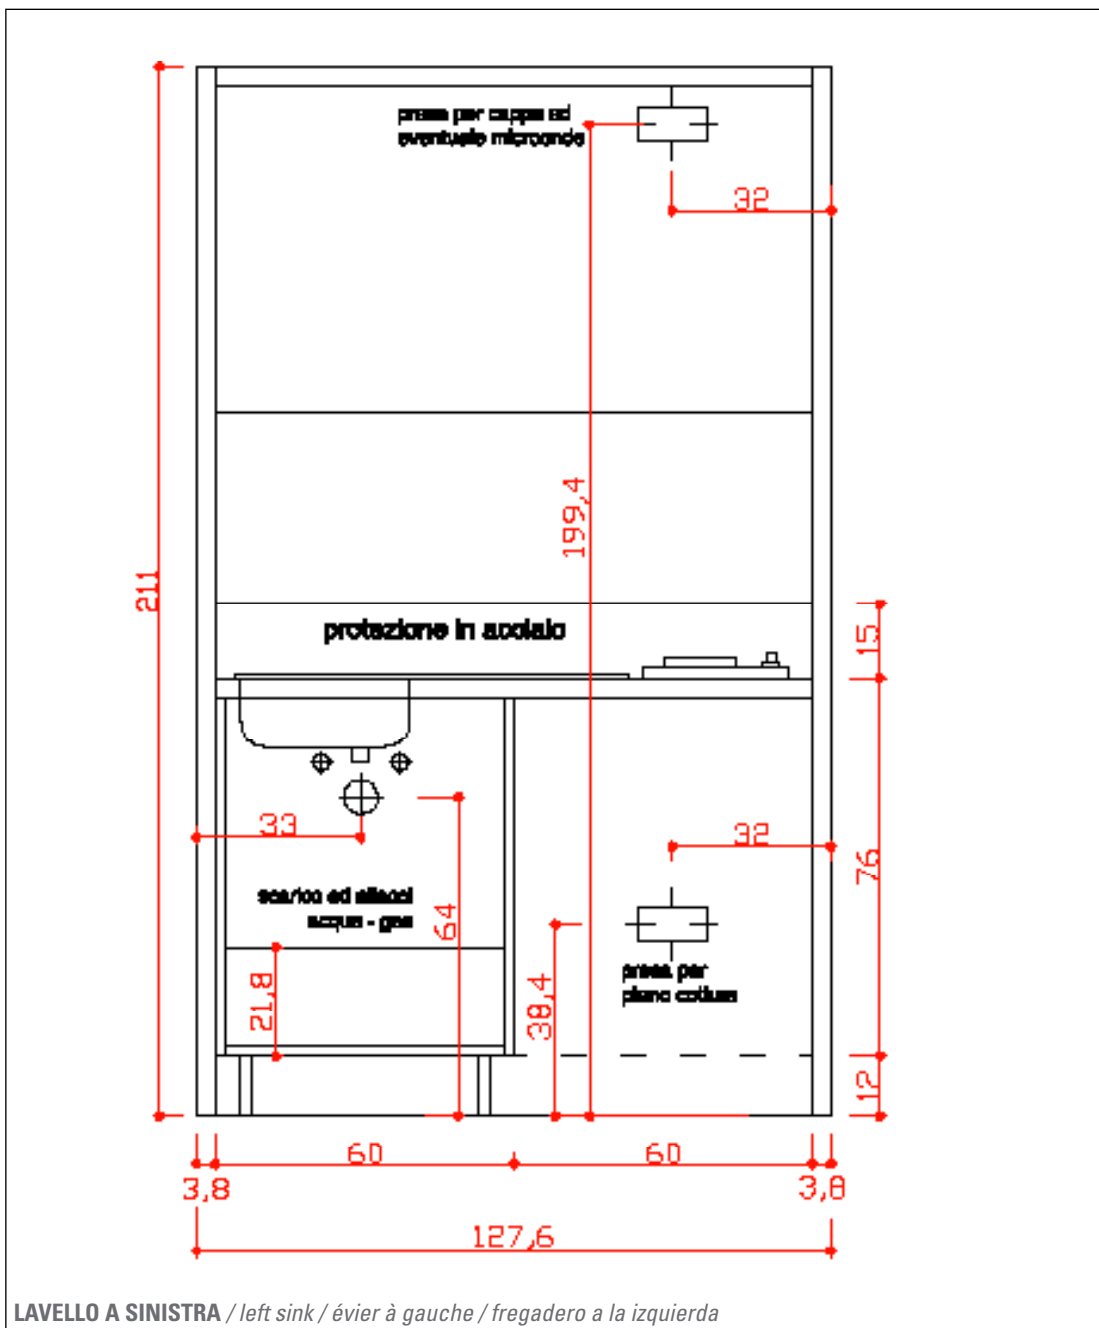 presa per cappa ed
eventuale microonde
32
199,4
211
protezione in acciaio
15
33
32
76
scarico ed attacchi
acqua - gas
64
21,8
38,4
presa per
piano cottura
12
60 60
3,8 3,8
127,6
LAVELLO A SINISTRA / left sink / évier à gauche / fregadero a la izquierda